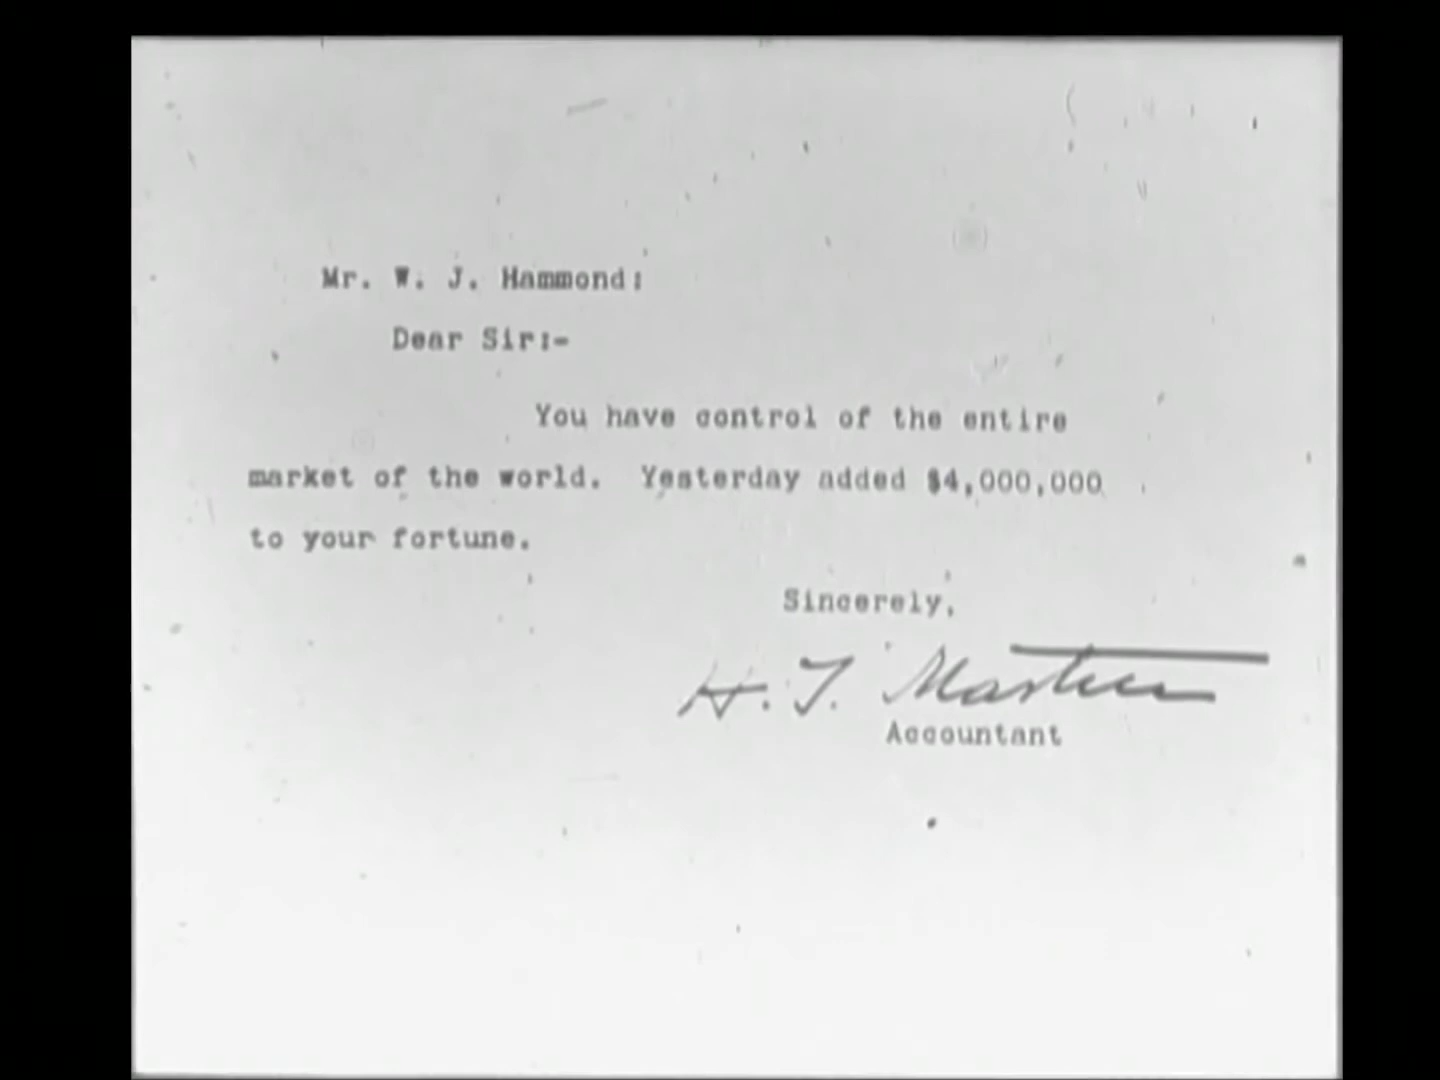 Mr. W. J. Hammond:
Dear Sir:-
You have control of the entire
market of the world. Yesterday added $4,000,000
to your fortune.
Sincerely,
H. T. Martin
Accountant